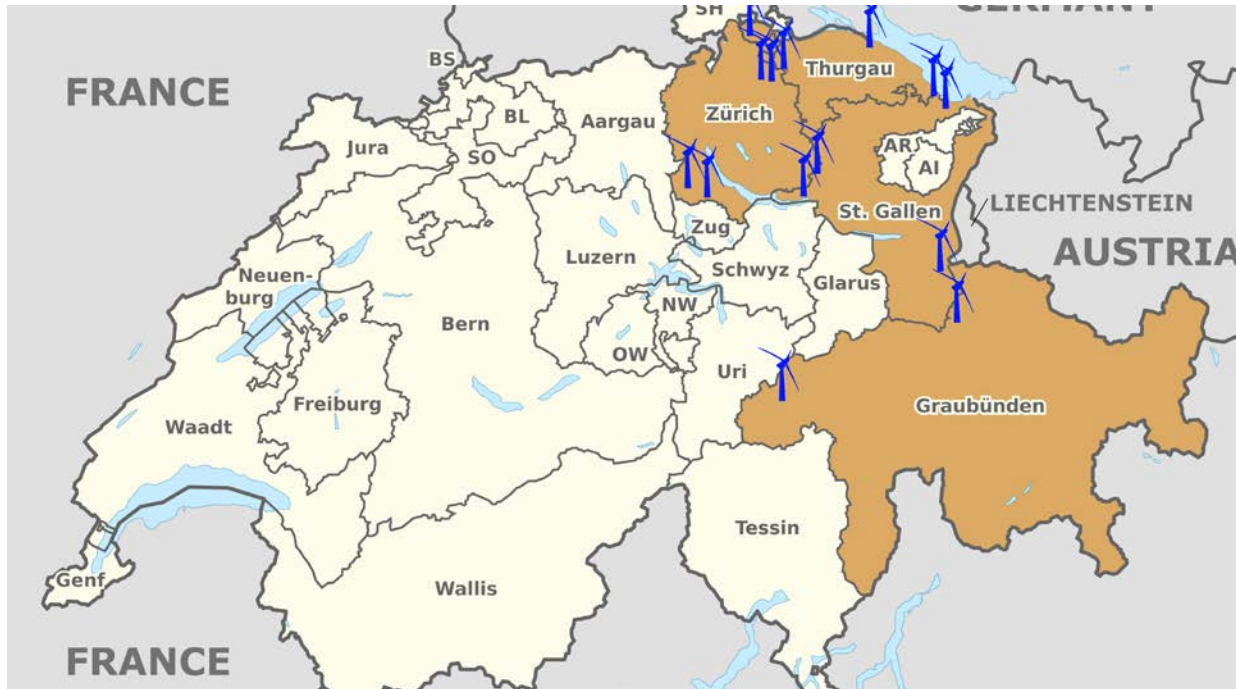 SH
GERMANY
BS
FRANCE
Thurgau
Zürich
BL
Aargau
Jura
SO
AR
AI
LIECHTENSTEIN
St. Gallen
Zug
AUSTRIA
Luzern
Schwyz
Neuen-
burg
Glarus
NW
Bern
OW
Uri
Freiburg
Graubünden
Waadt
Tessin
Genf
Wallis
FRANCE